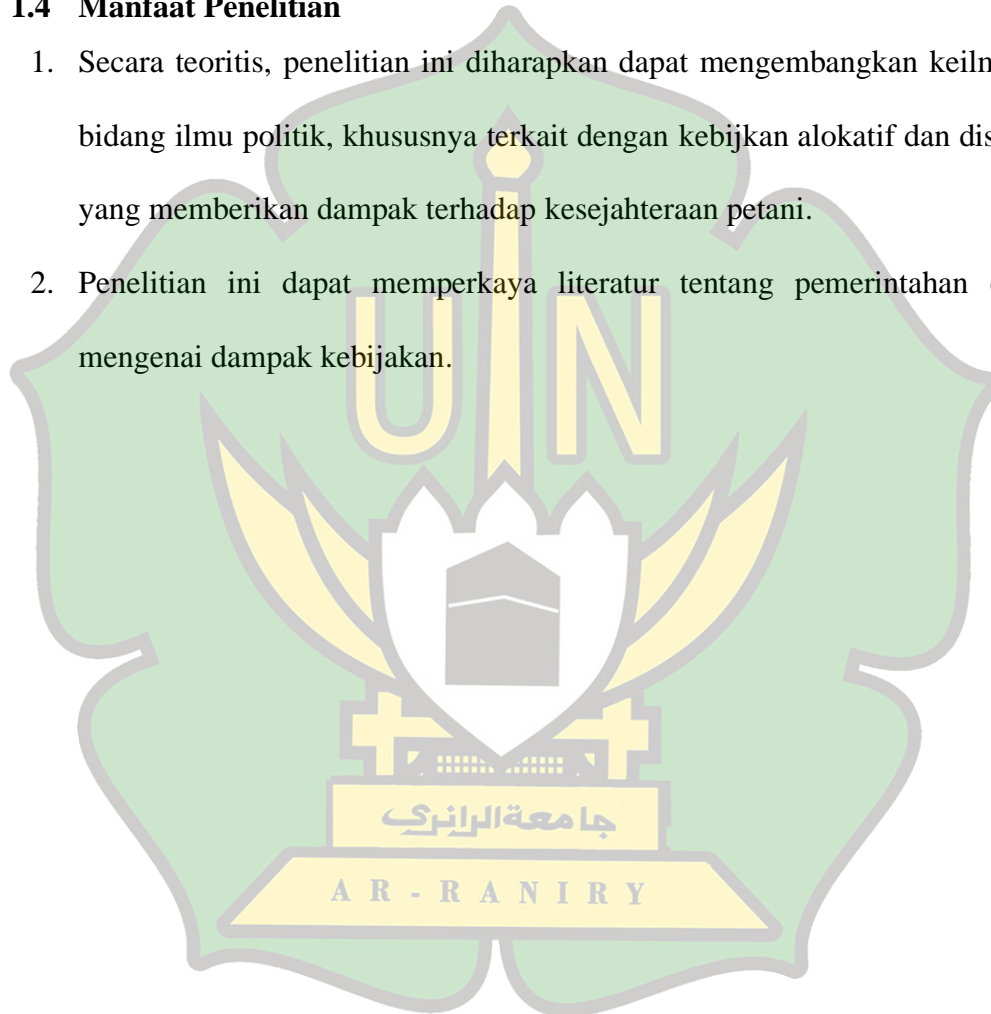 1.4 Manfaat Penelitian
1. Secara teoritis, penelitian ini diharapkan dapat mengembangkan
bidang ilmu politik, khususnya terkait dengan kebijkan alokatif dan
yang memberikan dampak terhadap kesejahteraan petani.
2. Penelitian ini dapat memperkaya literatur tentang pemerintahan
mengenai dampak kebijakan.
U I N
جامعة الرانري
A R - R A N I R Y